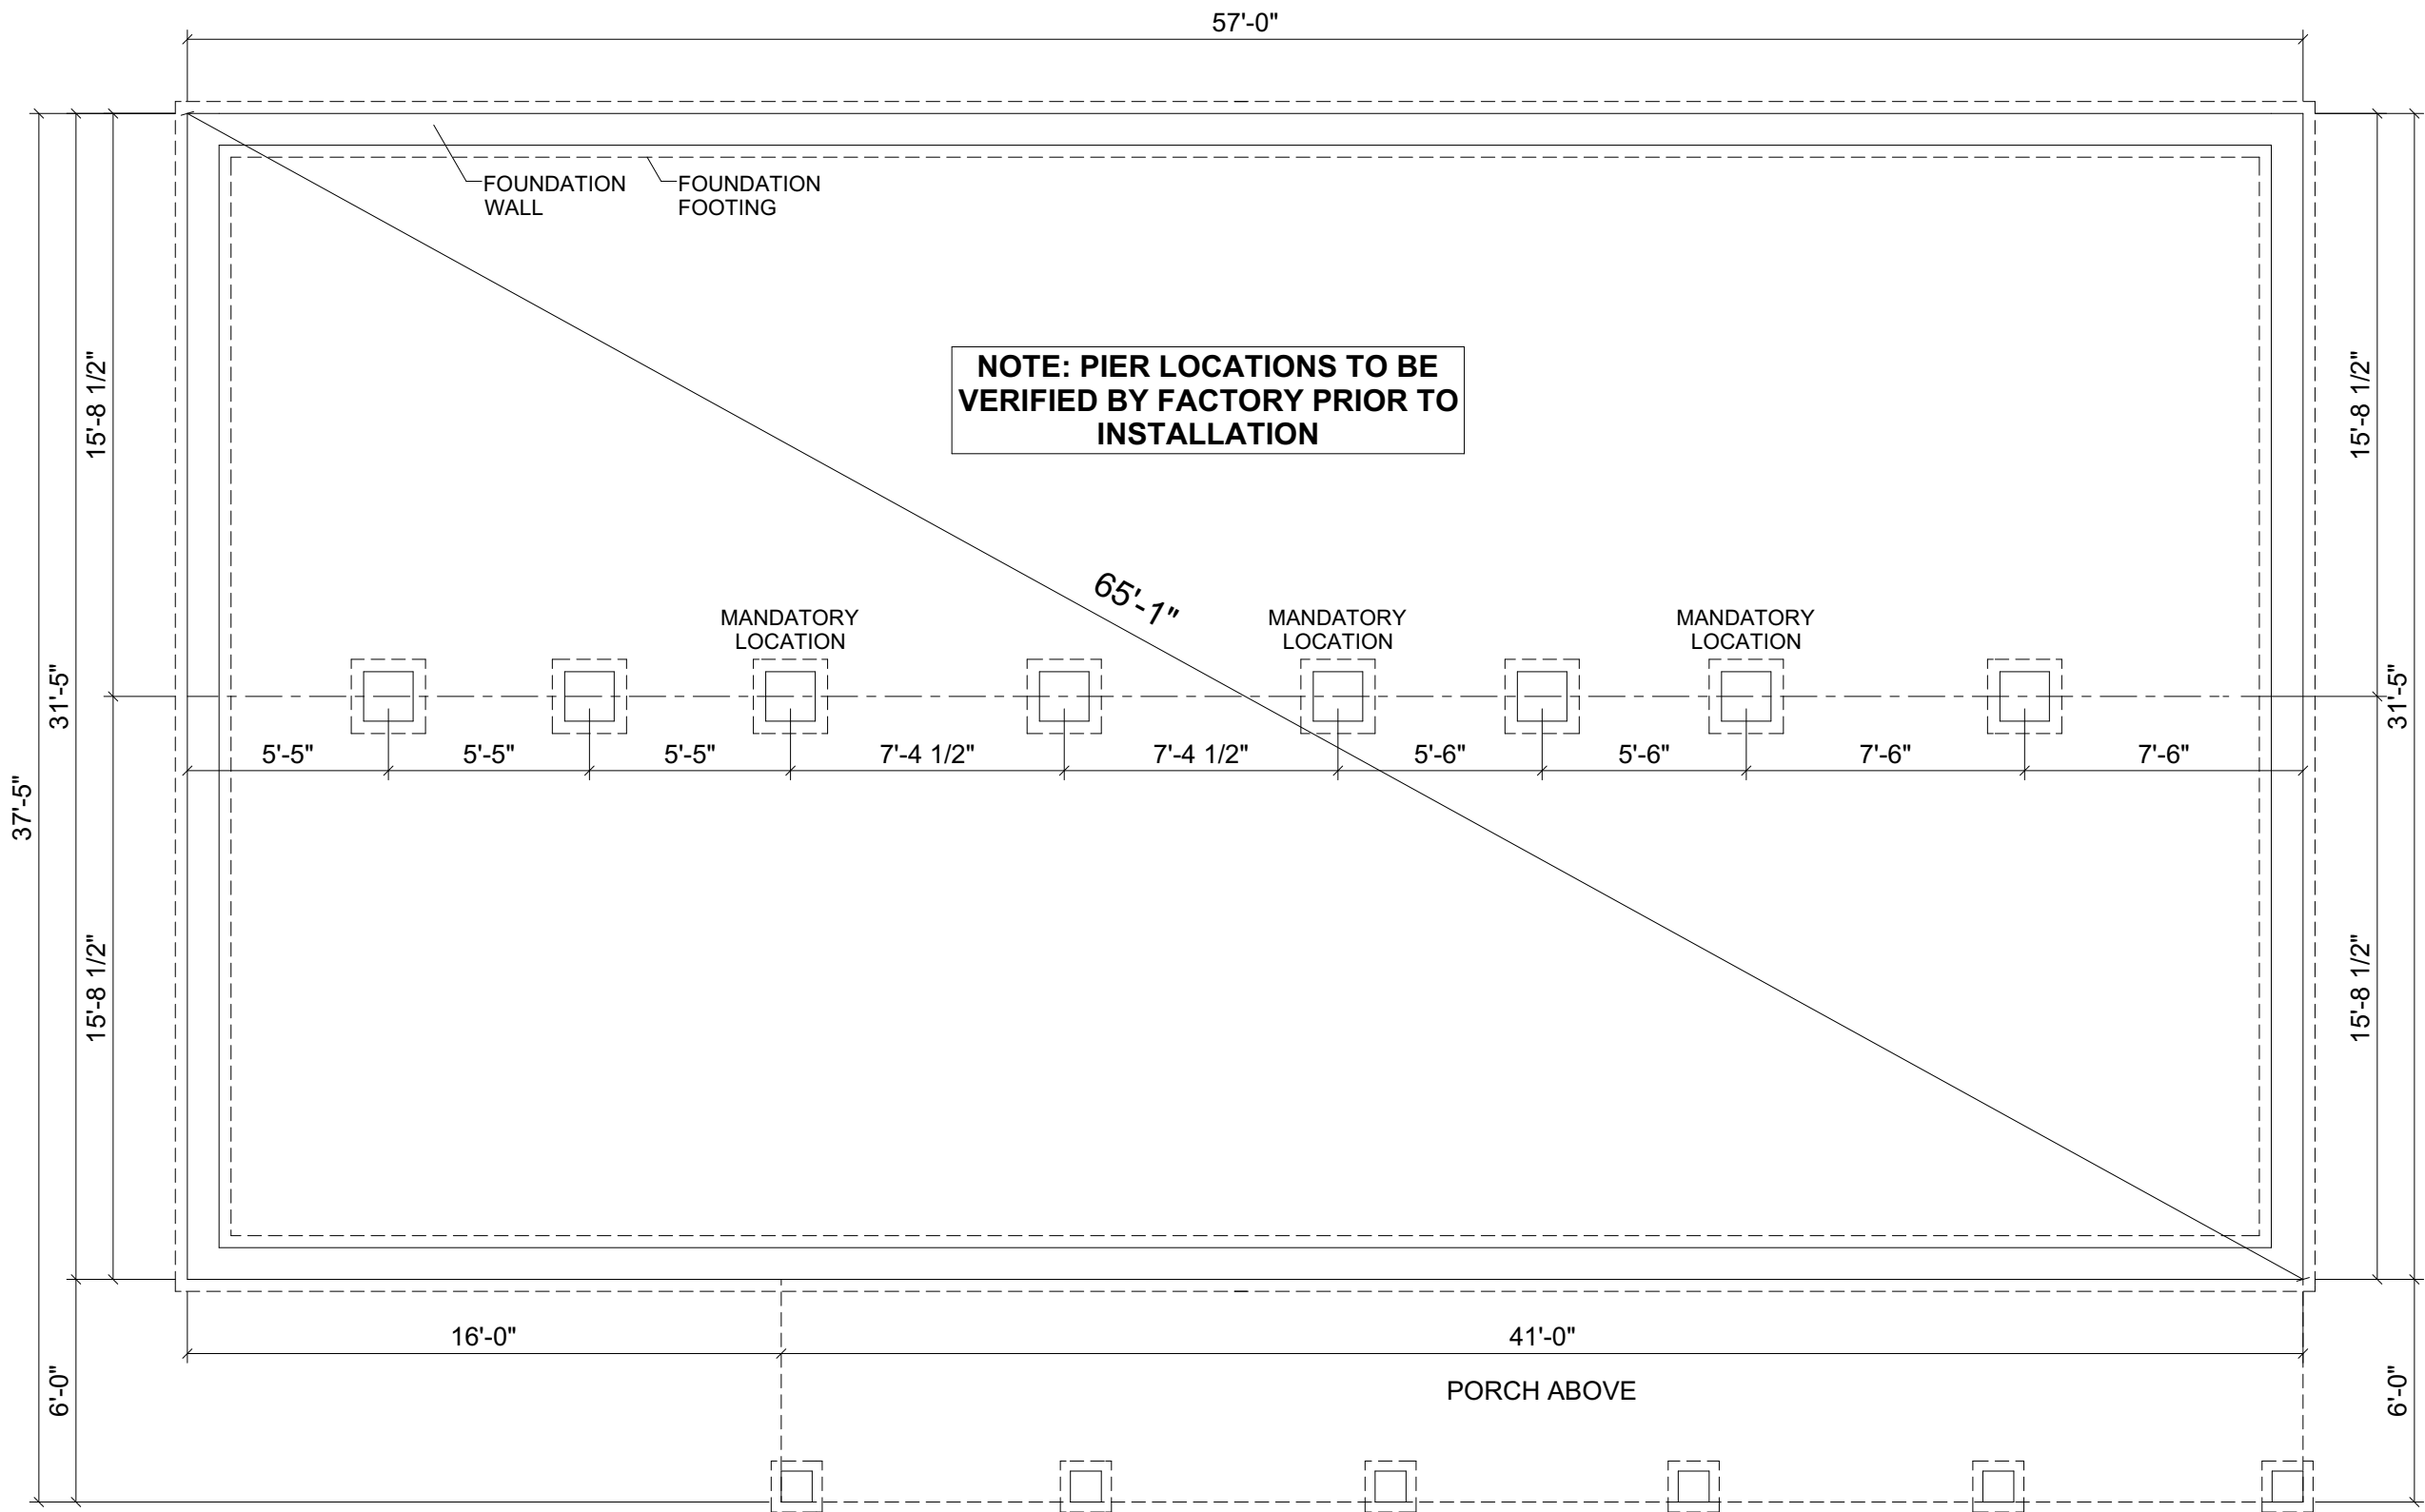 57'-0"
FOUNDATION
WALL
FOUNDATION
FOOTING
15'-8 1/2"
15'-8 1/2"
NOTE: PIER LOCATIONS TO BE
VERIFIED BY FACTORY PRIOR TO
INSTALLATION
65'-1"
MANDATORY
LOCATION
MANDATORY
LOCATION
MANDATORY
LOCATION
31'-5"
31'-5"
37'-5"
5'-5"
5'-5"
5'-5"
7'-4 1/2"
7'-4 1/2"
5'-6"
5'-6"
7'-6"
7'-6"
15'-8 1/2"
15'-8 1/2"
16'-0"
41'-0"
6'-0"
PORCH ABOVE
6'-0"